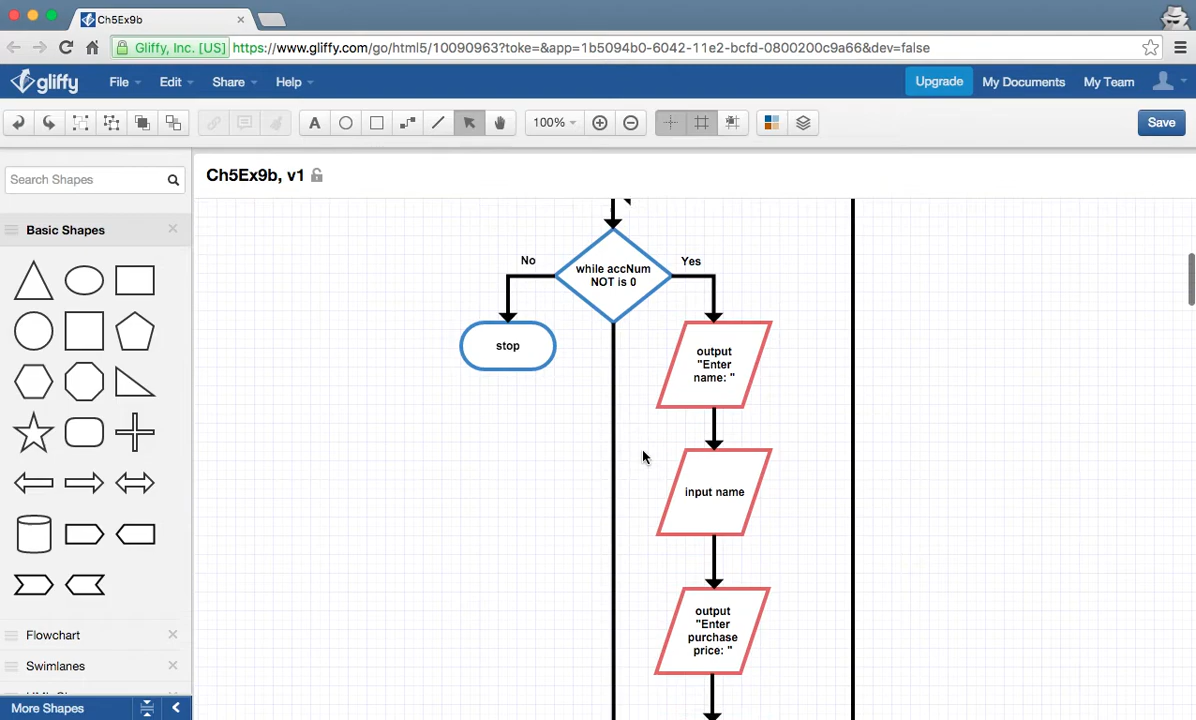 Ch5Ex9b
Gliffy, Inc. [US] https://www.gliffy.com/go/html5/10090963?toke=&app=1b5094b0-6042-11e2-bcfd-0800200c9a66&dev=false
gliffy File Edit Share Help Upgrade My Documents My Team
A 100% Save
Search Shapes
Ch5Ex9b, v1
Basic Shapes
Flowchart
Swimlanes
More Shapes
No
while accNum
NOT is 0
Yes
stop
output
"Enter
name: "
input name
output
"Enter
purchase
price: "